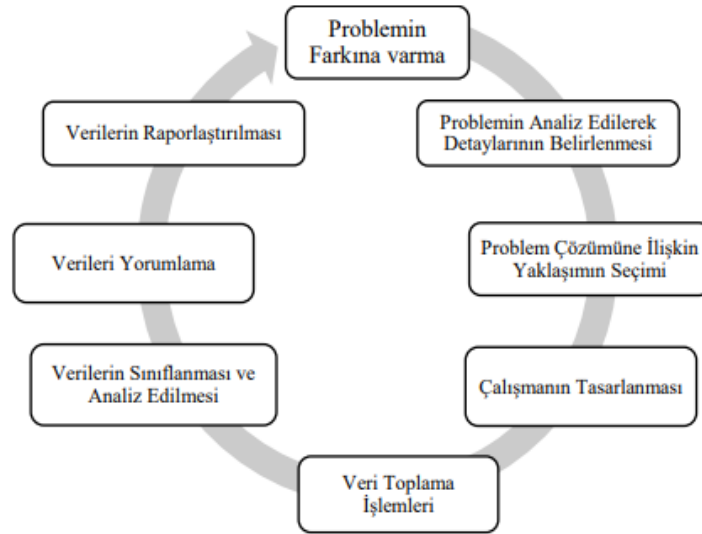 Problemin
Farkına varma
Problemin Analiz Edilerek
Detaylarının Belirlenmesi
Problem Çözümüne İlişkin
Yaklaşımın Seçimi
Çalışmanın Tasarlanması
Veri Toplama
İşlemleri
Verilerin Sınıflanması ve
Analiz Edilmesi
Verileri Yorumlama
Verilerin Raporlaştırılması